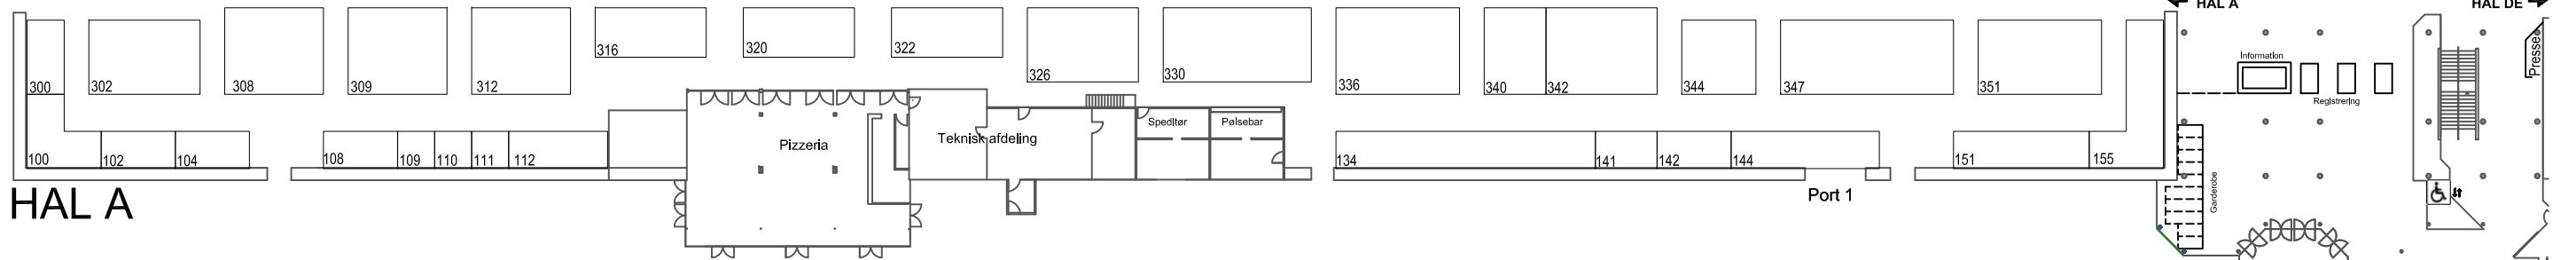 HAL A
HAL DE
316
320
322
326
330
300
302
308
309
312
336
340
342
344
347
351
Information
Registrering
Presse
Pizzeria
Teknisk afdeling
Speditør
Pølsebar
100
102
104
108
109
110
111
112
134
141
142
144
151
155
Garderobe
Port 1
HAL A